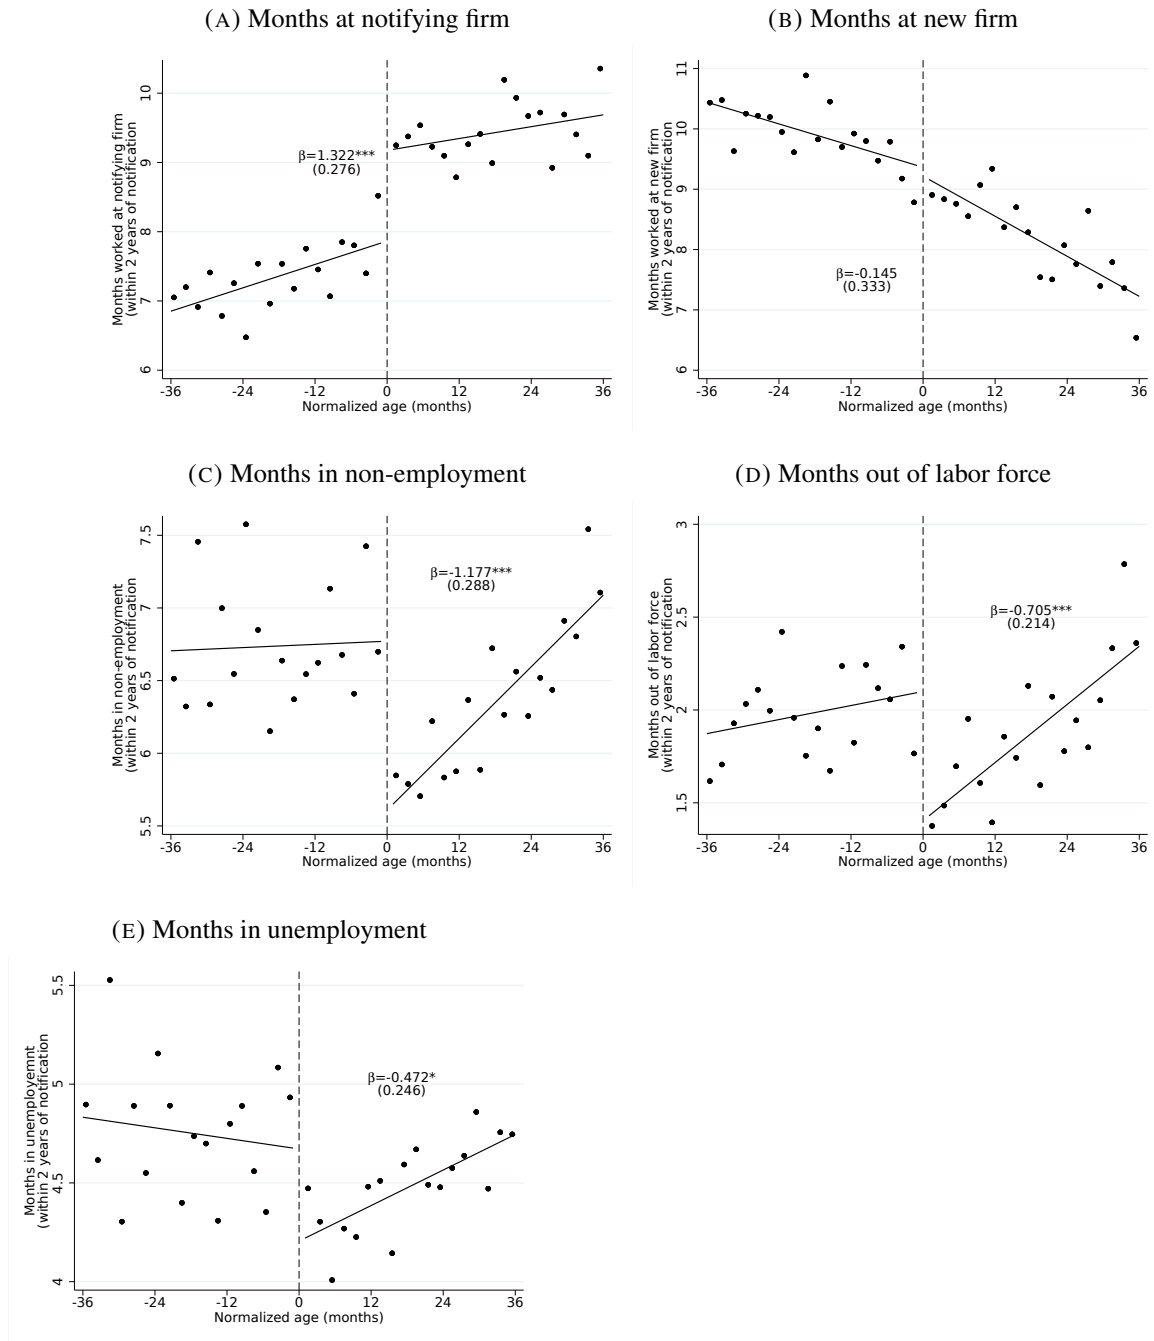 (A) Months at notifying firm
Months worked at notifying firm
(within 2 years of notification
10
9
8
7
6
β=1.322***
(0.276)
-36 -24 -12 0 12 24 36
Normalized age (months)
(B) Months at new firm
Months worked at new firm
(within 2 years of notification
11
10
9
8
7
6
β=-0.145
(0.333)
-36 -24 -12 0 12 24 36
Normalized age (months)
(C) Months in non-employment
Months in non-employment
(within 2 years of notification
7.5
7
6.5
6
5.5
β=-1.177***
(0.288)
-36 -24 -12 0 12 24 36
Normalized age (months)
(D) Months out of labor force
Months out of labor force
(within 2 years of notification
3
2.5
2
1.5
β=-0.705***
(0.214)
-36 -24 -12 0 12 24 36
Normalized age (months)
(E) Months in unemployment
Months in unemployemnt
(within 2 years of notification
5.5
5
4.5
4
β=-0.472*
(0.246)
-36 -24 -12 0 12 24 36
Normalized age (months)